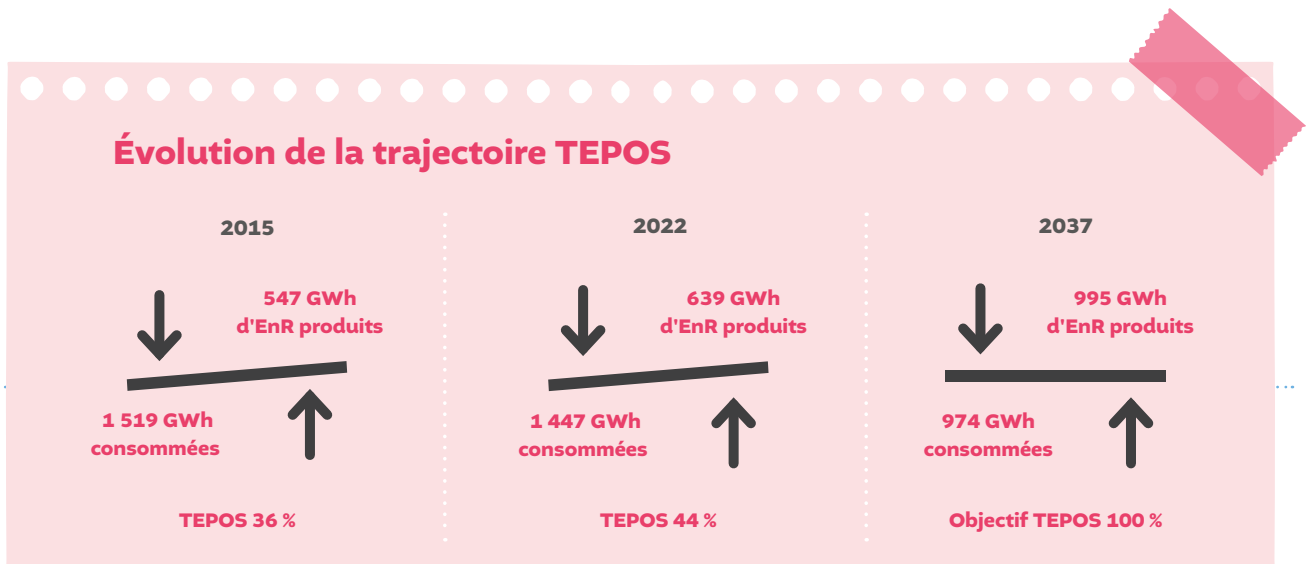 Évolution de la trajectoire TEPOS
2015
547 GWh
d'EnR produits
1 519 GWh
consommées
TEPOS 36 %
2022
639 GWh
d'EnR produits
1 447 GWh
consommées
TEPOS 44 %
2037
995 GWh
d'EnR produits
974 GWh
consommées
Objectif TEPOS 100 %